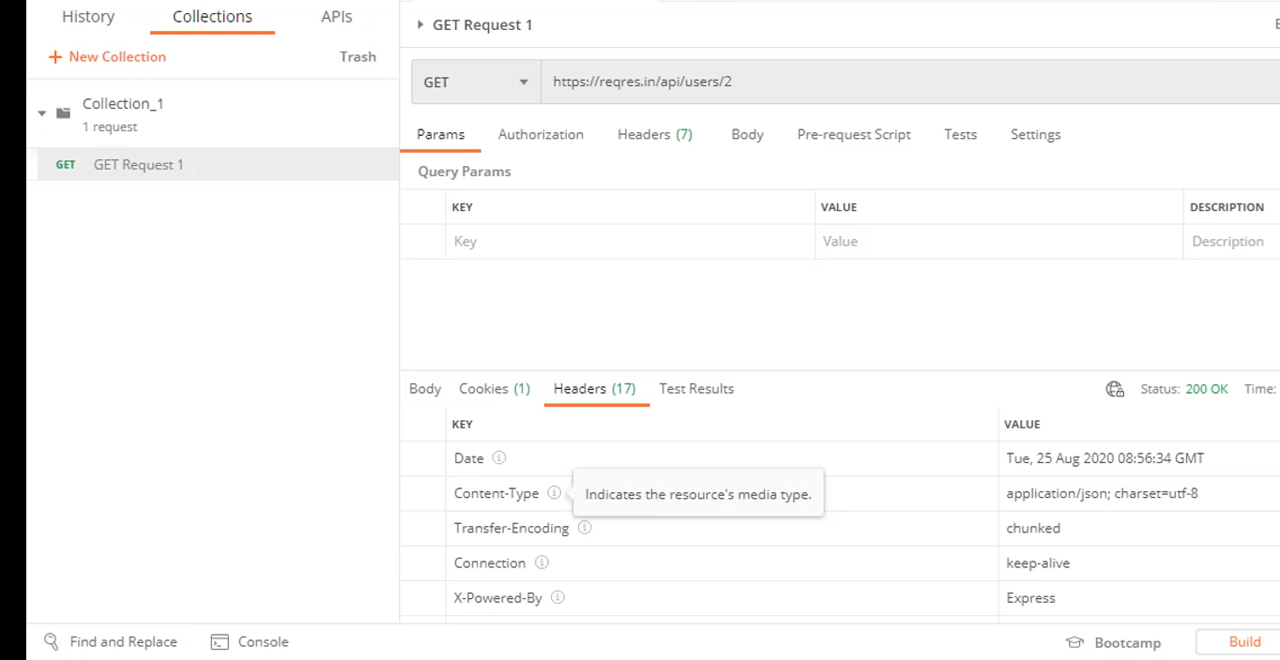 History Collections APIs
+ New Collection Trash
Collection_1
1 request
GET GET Request 1
GET Request 1
GET https://reqres.in/api/users/2
Params Authorization Headers (7) Body Pre-request Script Tests Settings
Query Params
KEY VALUE DESCRIPTION
Key Value Description
Body Cookies (1) Headers (17) Test Results Status: 200 OK Time:
KEY VALUE
Date Tue, 25 Aug 2020 08:56:34 GMT
Content-Type Indicates the resource's media type. application/json; charset=utf-8
Transfer-Encoding chunked
Connection keep-alive
X-Powered-By Express
Find and Replace Console Bootcamp Build